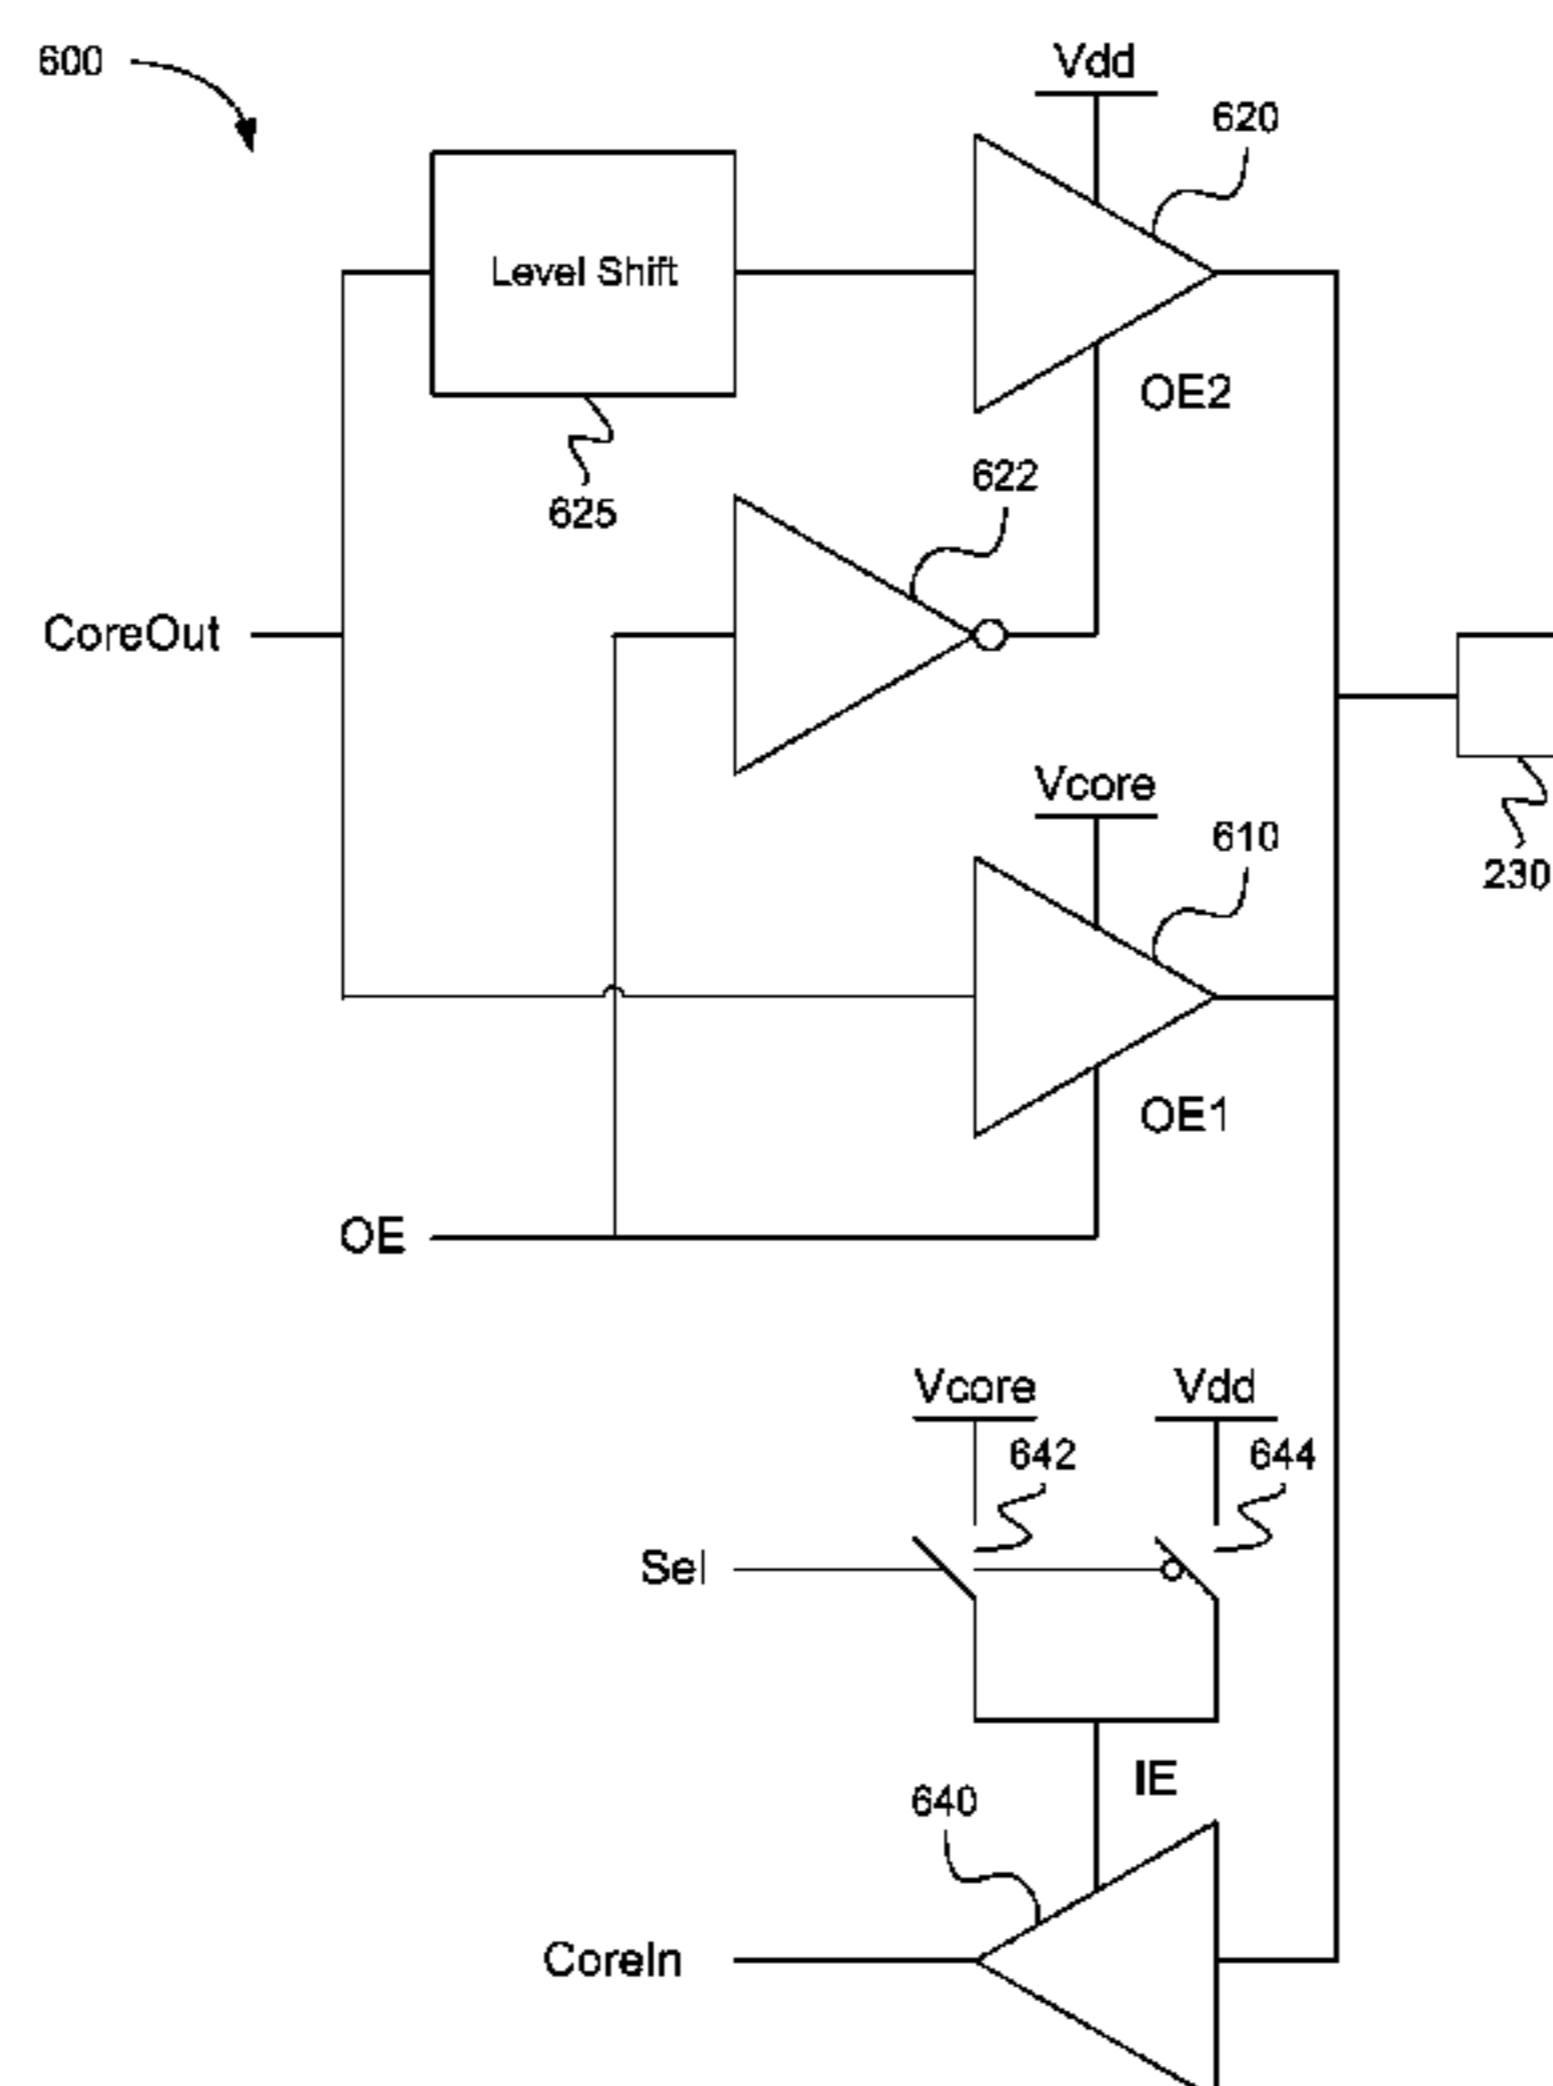 600
Vdd
620
Level Shift
OE2
622
625
CoreOut
Vcore
610
230
OE1
OE
Vcore
Vdd
642
644
Sel
IE
640
CoreIn